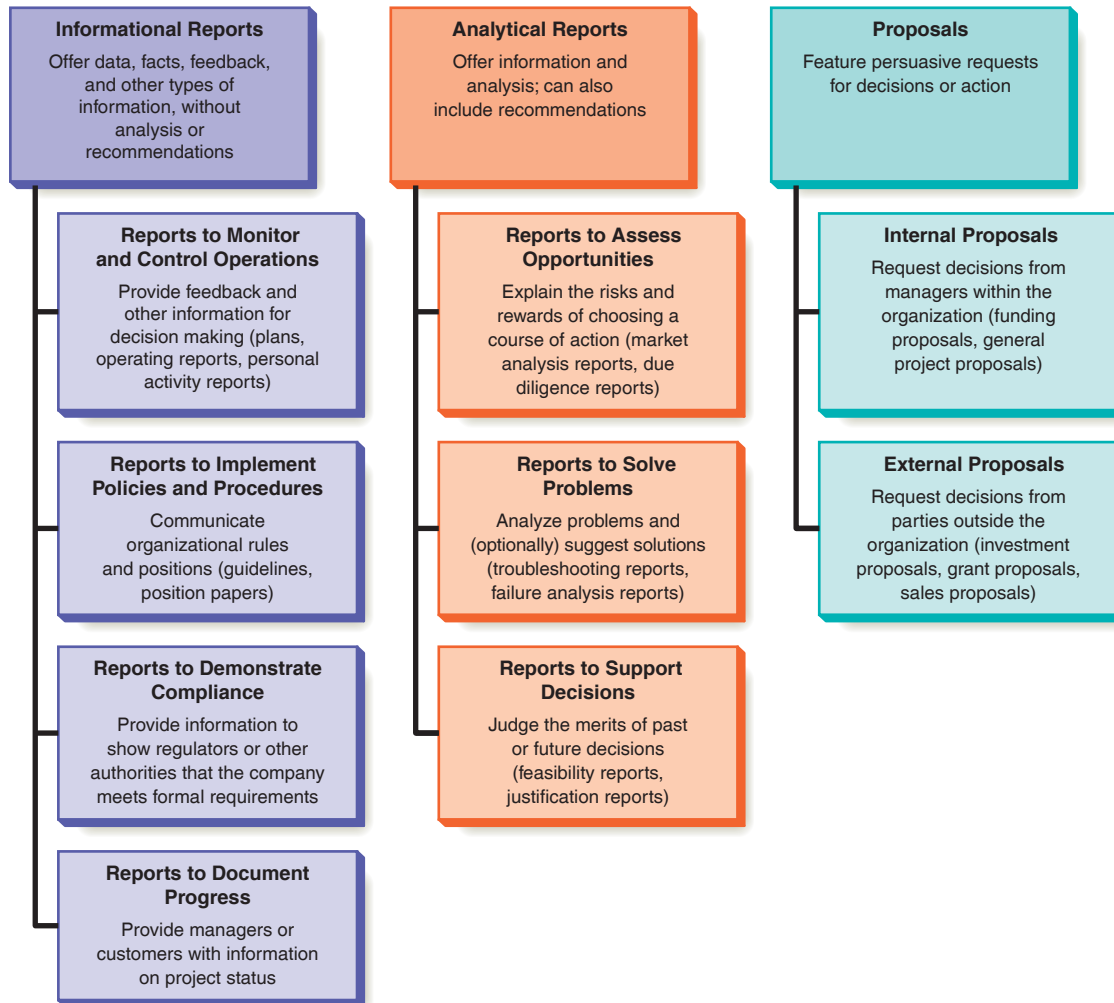 Informational Reports
Offer data, facts, feedback,
and other types of
information, without
analysis or
recommendations
Reports to Monitor
and Control Operations
Provide feedback and
other information for
decision making (plans,
operating reports, personal
activity reports)
Reports to Implement
Policies and Procedures
Communicate
organizational rules
and positions (guidelines,
position papers)
Reports to Demonstrate
Compliance
Provide information to
show regulators or other
authorities that the company
meets formal requirements
Reports to Document
Progress
Provide managers or
customers with information
on project status
Analytical Reports
Offer information and
analysis; can also
include recommendations
Reports to Assess
Opportunities
Explain the risks and
rewards of choosing a
course of action (market
analysis reports, due
diligence reports)
Reports to Solve
Problems
Analyze problems and
(optionally) suggest solutions
(troubleshooting reports,
failure analysis reports)
Reports to Support
Decisions
Judge the merits of past
or future decisions
(feasibility reports,
justification reports)
Proposals
Feature persuasive requests
for decisions or action
Internal Proposals
Request decisions from
managers within the
organization (funding
proposals, general
project proposals)
External Proposals
Request decisions from
parties outside the
organization (investment
proposals, grant proposals,
sales proposals)